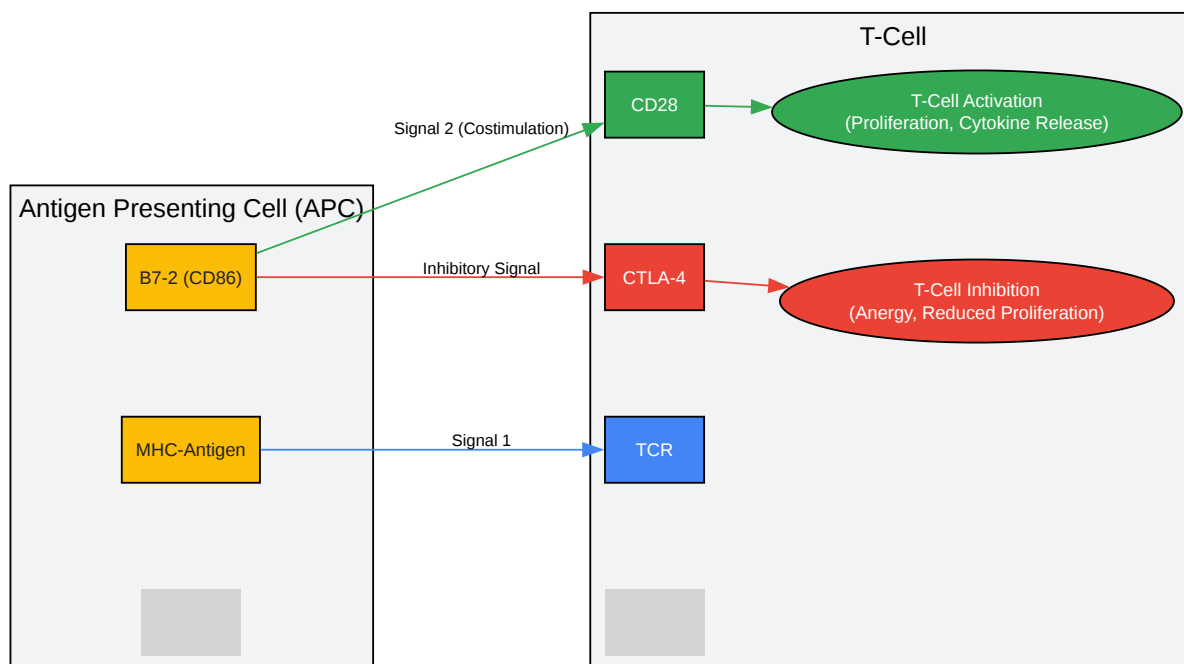 T-Cell
CD28
T-Cell Activation
(Proliferation, Cytokine Release)
Signal 2 (Costimulation)
Antigen Presenting Cell (APC)
B7-2 (CD86)
Inhibitory Signal
CTLA-4
T-Cell Inhibition
(Anergy, Reduced Proliferation)
MHC-Antigen
Signal 1
TCR